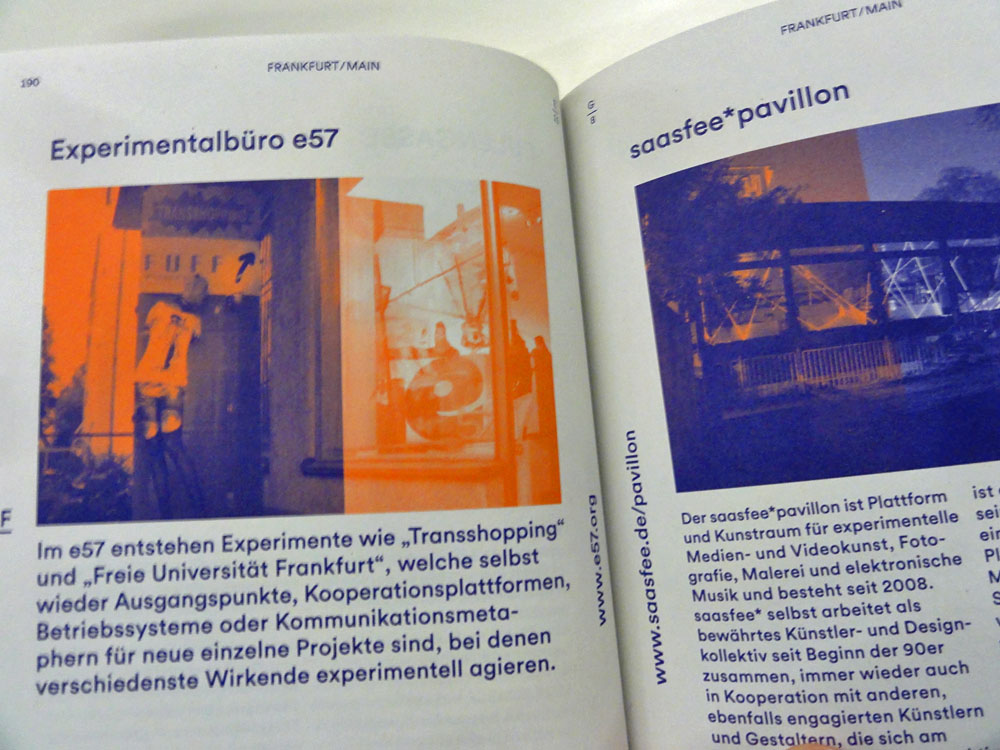 190
FRANKFURT/MAIN
Experimentalbüro e57
TRANSSHOPPING
FUFF
F
Im e57 entstehen Experimente wie „Transshopping“
und „Freie Universität Frankfurt“, welche selbst
wieder Ausgangspunkte, Kooperationsplattformen,
Betriebssysteme oder Kommunikationsmeta-
phern für neue einzelne Projekte sind, bei denen
verschiedenste Wirkende experimentell agieren.
www.e57.org
FRANKFURT/MAIN
G
8
saasfee*pavillon
www.saasfee.de/pavillon
Der saasfee*pavillon ist Plattform
und Kunstraum für experimentelle
Medien- und Videokunst, Foto-
grafie, Malerei und elektronische
Musik und besteht seit 2008.
saasfee* selbst arbeitet als
bewährtes Künstler- und Design-
kollektiv seit Beginn der 90er
zusammen, immer wieder auch
in Kooperation mit anderen,
ebenfalls engagierten Künstlern
und Gestaltern, die sich am
ist